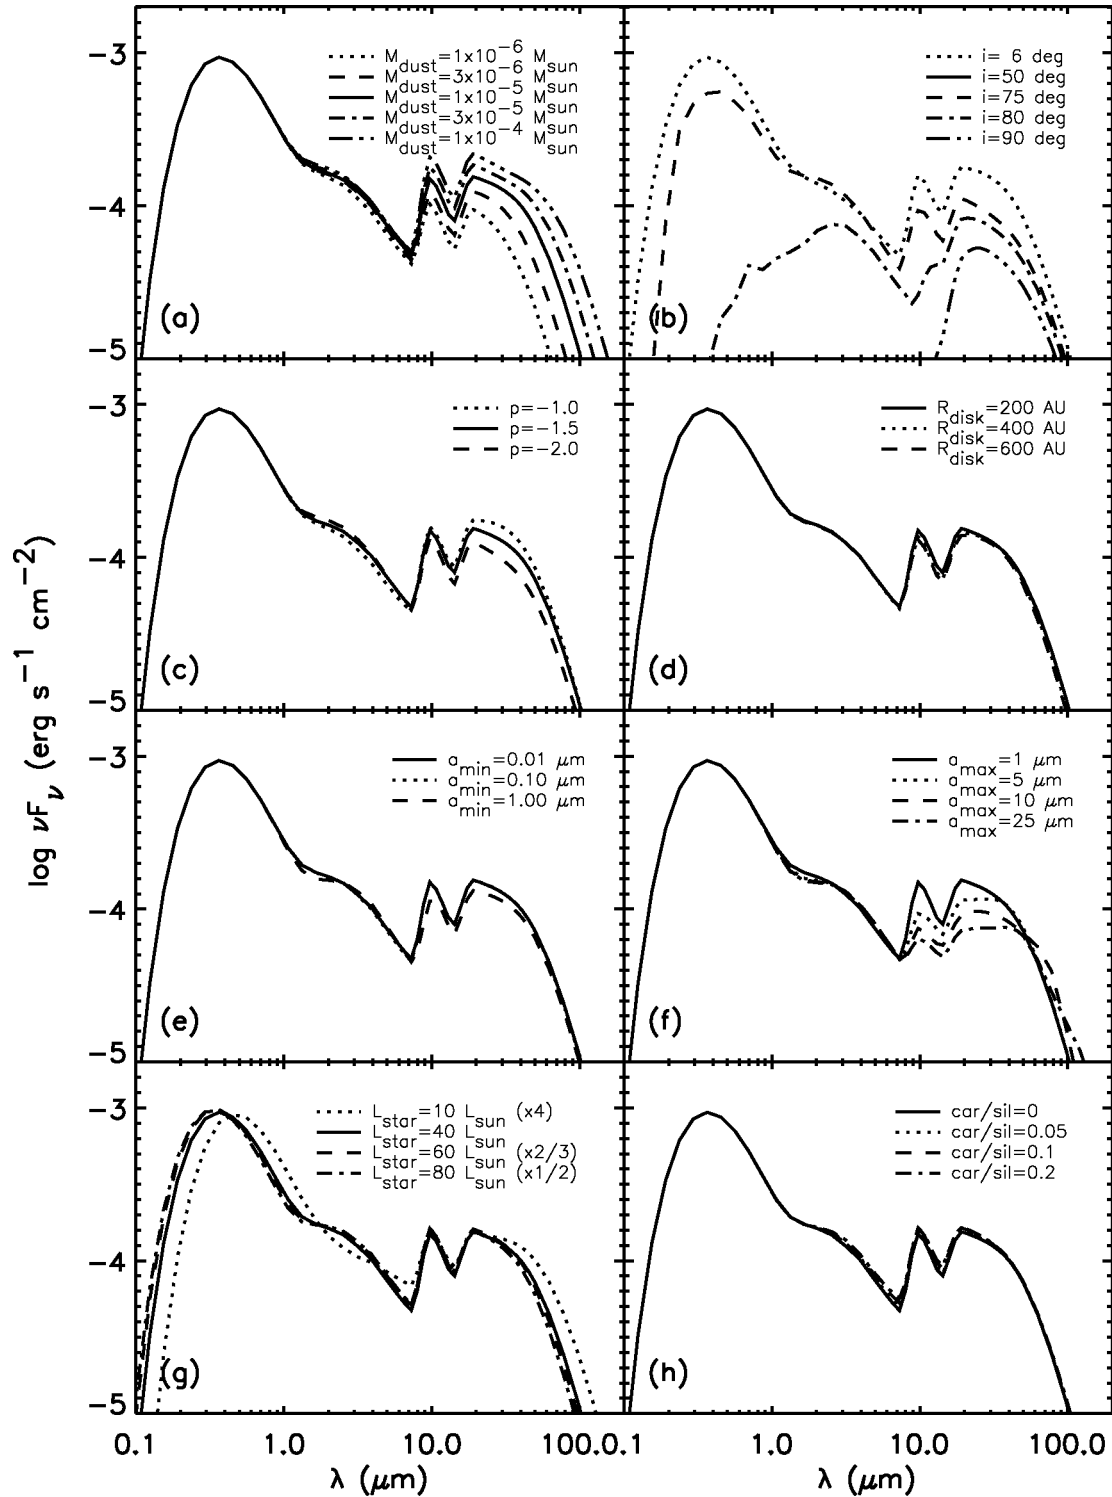 M_dust=1x10^-6 M_sun
M_dust=3x10^-6 M_sun
M_dust=1x10^-5 M_sun
M_dust=3x10^-5 M_sun
M_dust=1x10^-4 M_sun
(a)
i= 6 deg
i=50 deg
i=75 deg
i=80 deg
i=90 deg
(b)
-3
-4
-5
p=-1.0
p=-1.5
p=-2.0
(c)
R_disk=200 AU
R_disk=400 AU
R_disk=600 AU
(d)
-3
-4
-5
log νF_ν (erg s^-1 cm^-2)
a_min=0.01 μm
a_min=0.10 μm
a_min=1.00 μm
(e)
a_max=1 μm
a_max=5 μm
a_max=10 μm
a_max=25 μm
(f)
-3
-4
-5
L_star=10 L_sun (x4)
L_star=40 L_sun
L_star=60 L_sun (x2/3)
L_star=80 L_sun (x1/2)
(g)
car/sil=0
car/sil=0.05
car/sil=0.1
car/sil=0.2
(h)
-3
-4
-5
0.1 1.0 10.0 100.0.1 1.0 10.0 100.0
λ (μm) λ (μm)